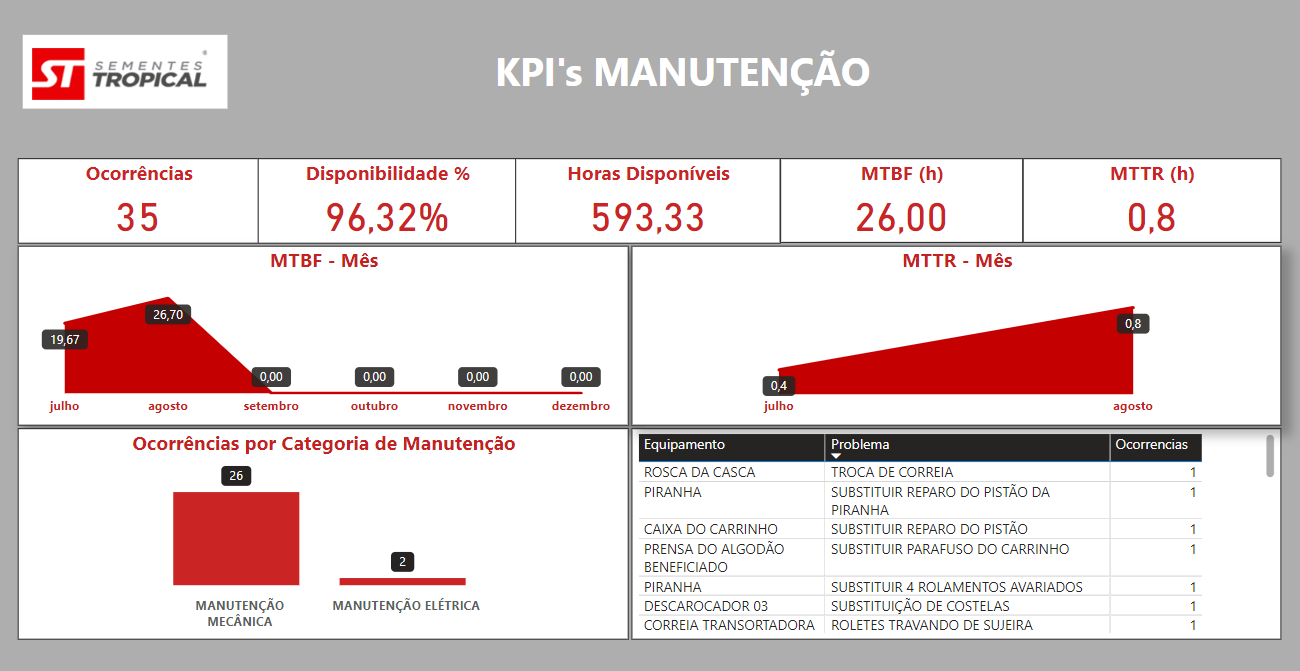 ST SEMENTES ®
TROPICAL
KPI's MANUTENÇÃO
Ocorrências
35
Disponibilidade %
96,32%
Horas Disponíveis
593,33
MTBF (h)
26,00
MTTR (h)
0,8
MTBF - Mês
19,67
26,70
0,00
0,00
0,00
0,00
julho agosto setembro outubro novembro dezembro
MTTR - Mês
0,4
0,8
julho agosto
Ocorrências por Categoria de Manutenção
26
2
MANUTENÇÃO
MECÂNICA
MANUTENÇÃO ELÉTRICA
Equipamento Problema Ocorrencias
ROSCA DA CASCA TROCA DE CORREIA 1
PIRANHA SUBSTITUIR REPARO DO PISTÃO DA 1
PIRANHA
CAIXA DO CARRINHO SUBSTITUIR REPARO DO PISTÃO 1
PRENSA DO ALGODÃO SUBSTITUIR PARAFUSO DO CARRINHO 1
BENEFICIADO
PIRANHA SUBSTITUIR 4 ROLAMENTOS AVARIADOS 1
DESCAROCADOR 03 SUBSTITUIÇÃO DE COSTELAS 1
CORREIA TRANSORTADORA ROLETES TRAVANDO DE SUJEIRA 1